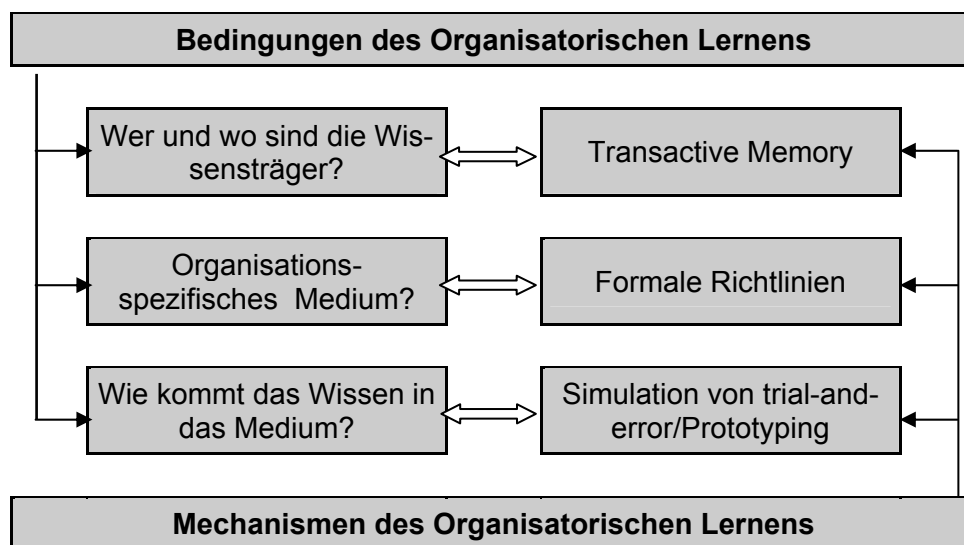 Bedingungen des Organisatorischen Lernens
Wer und wo sind die Wis-
sensträger?
Transactive Memory
Organisations-
spezifisches Medium?
Formale Richtlinien
Wie kommt das Wissen in
das Medium?
Simulation von trial-and-
error/Prototyping
Mechanismen des Organisatorischen Lernens